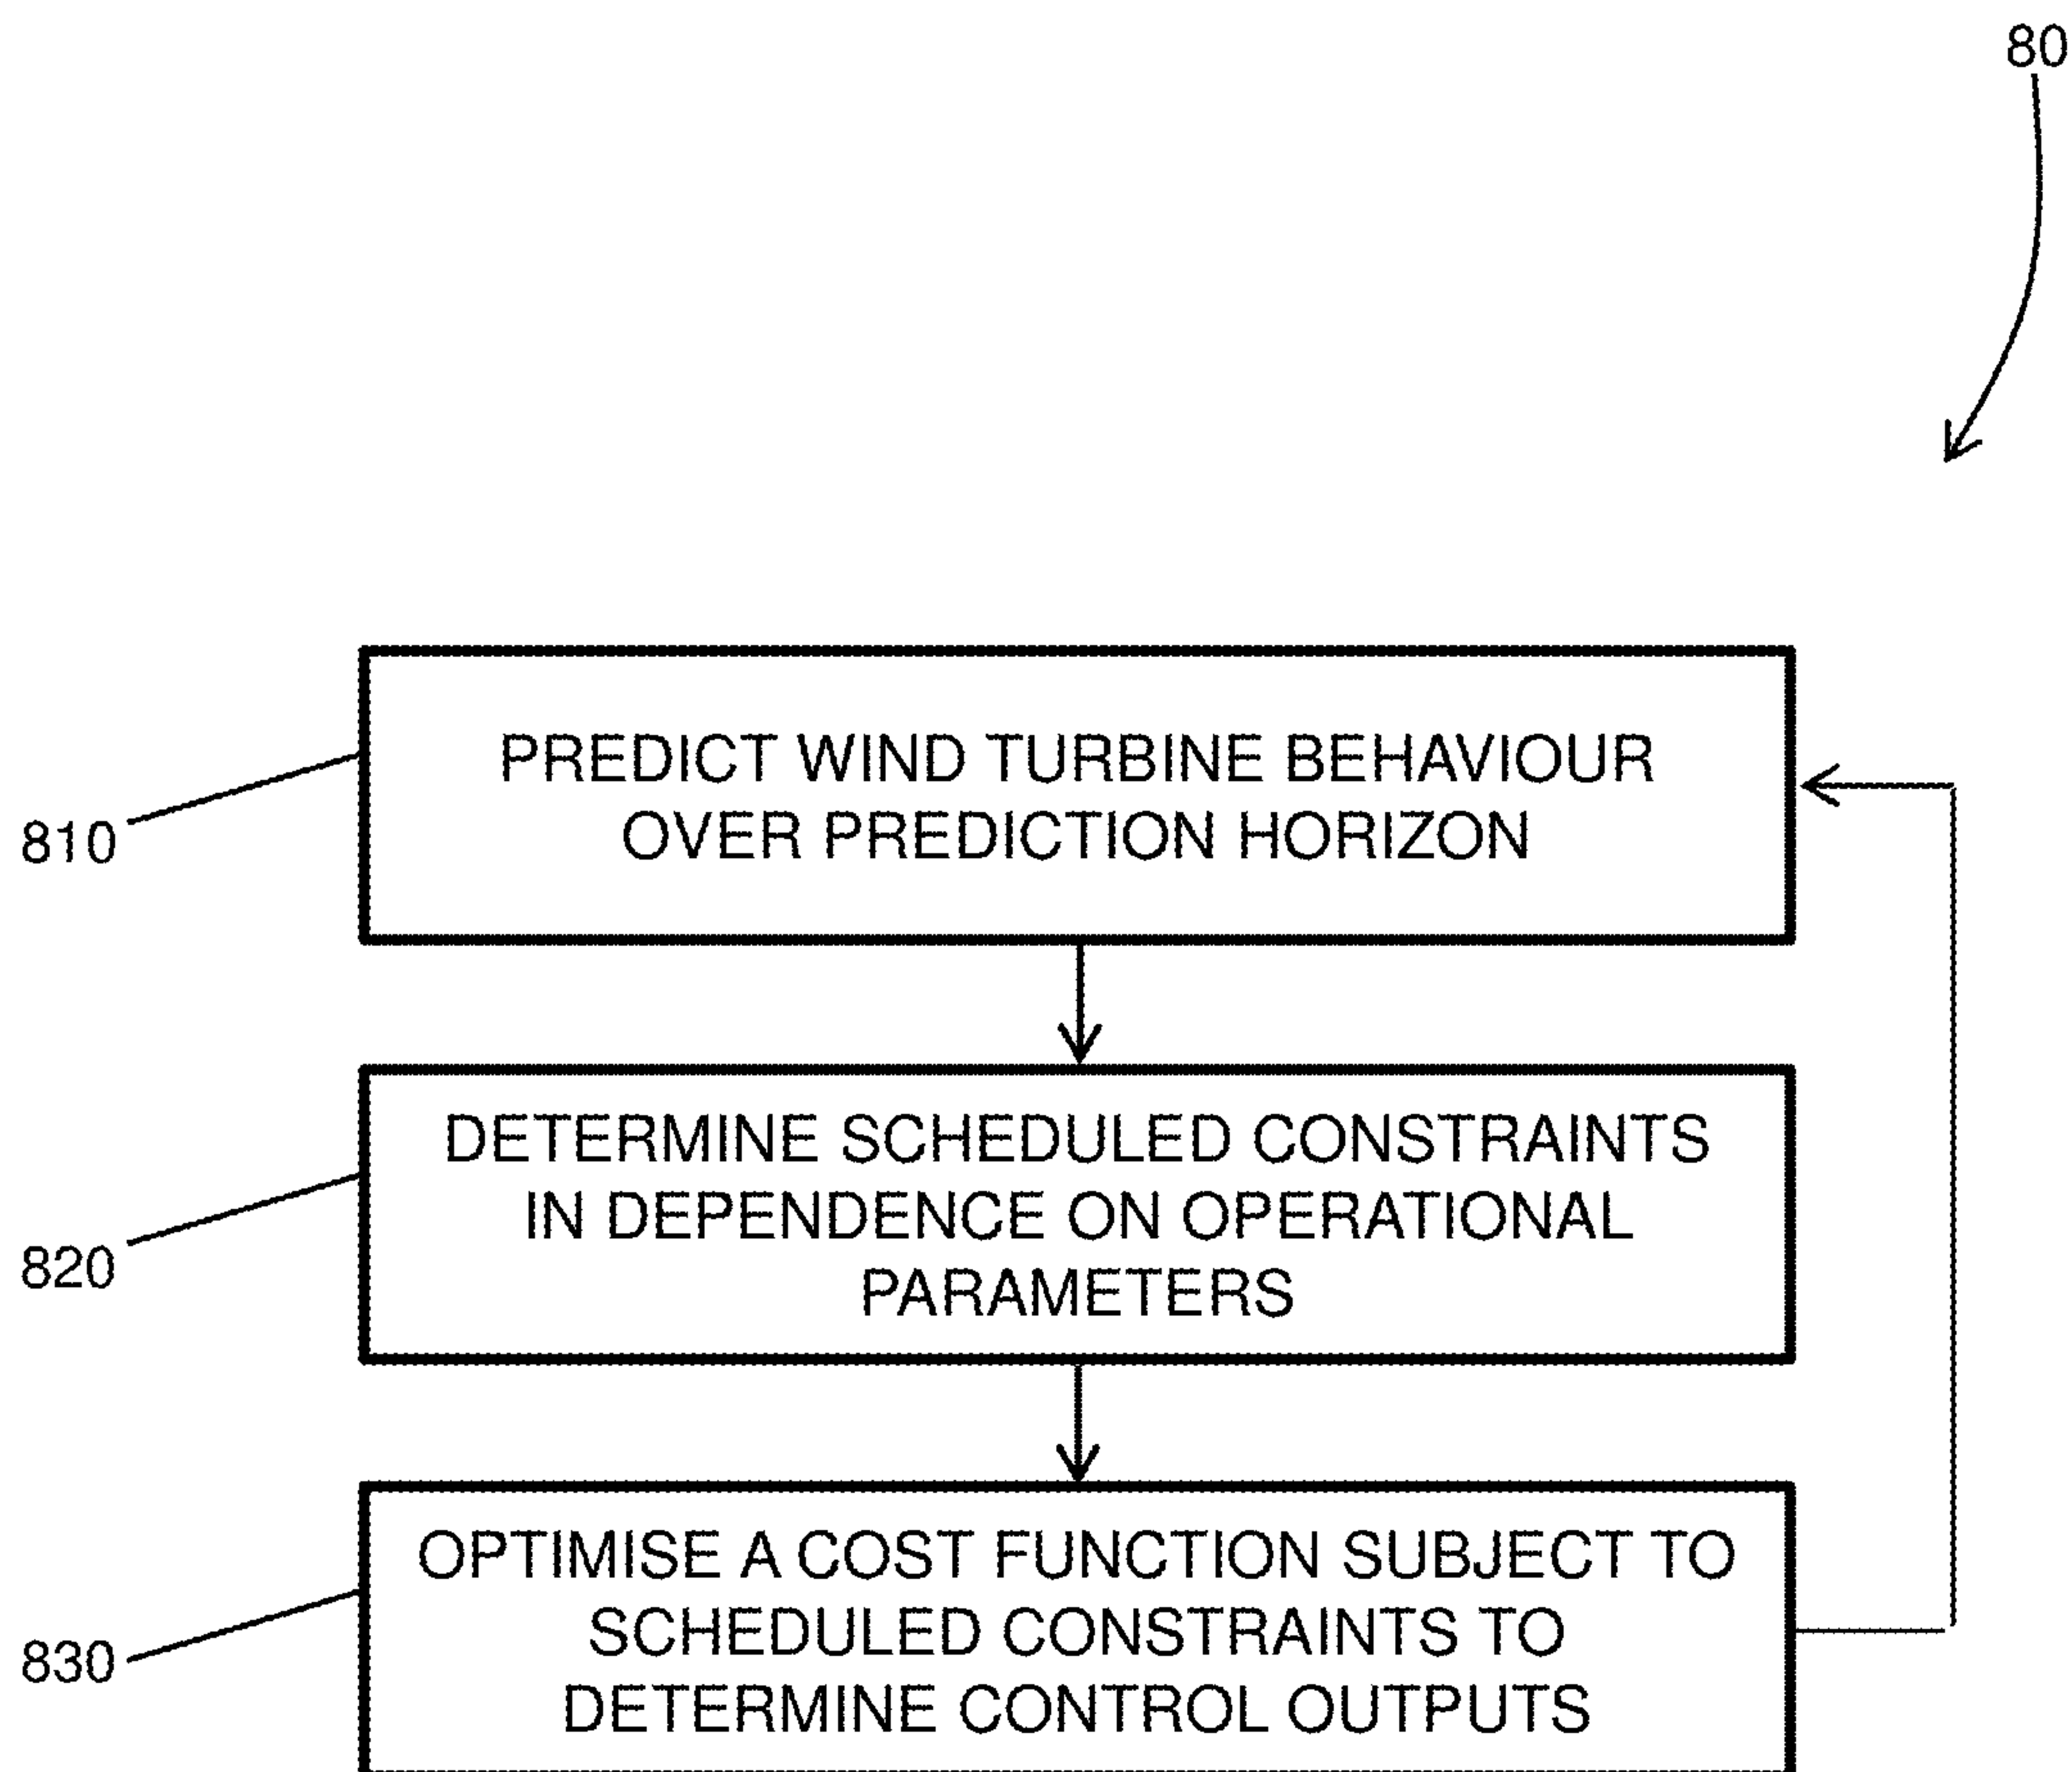 80
PREDICT WIND TURBINE BEHAVIOUR
OVER PREDICTION HORIZON
810
DETERMINE SCHEDULED CONSTRAINTS
IN DEPENDENCE ON OPERATIONAL
PARAMETERS
820
OPTIMISE A COST FUNCTION SUBJECT TO
SCHEDULED CONSTRAINTS TO
DETERMINE CONTROL OUTPUTS
830